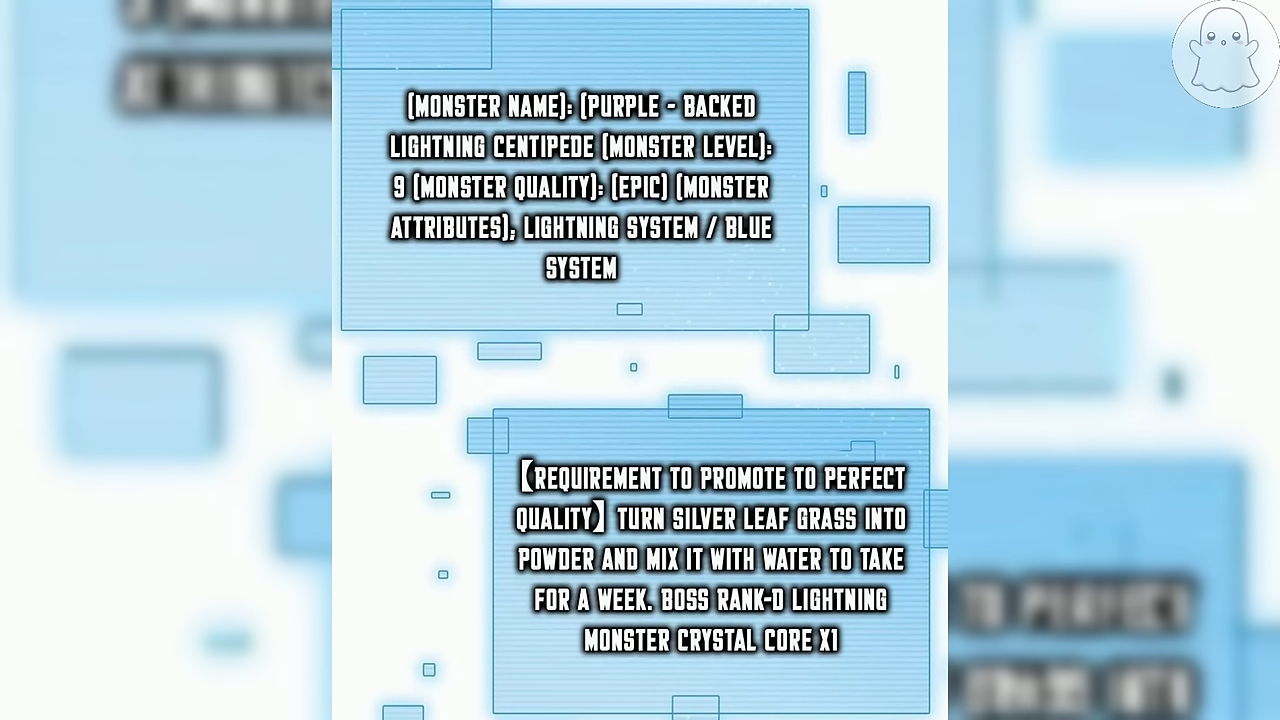 [MONSTER NAME]: [PURPLE - BACKED
LIGHTNING CENTIPEDE [MONSTER LEVEL]:
9 [MONSTER QUALITY]: [EPIC] [MONSTER
ATTRIBUTES]; LIGHTNING SYSTEM / BLUE
SYSTEM
【REQUIREMENT TO PROMOTE TO PERFECT
QUALITY】 TURN SILVER LEAF GRASS INTO
POWDER AND MIX IT WITH WATER TO TAKE
FOR A WEEK. BOSS RANK-D LIGHTNING
MONSTER CRYSTAL CORE X1